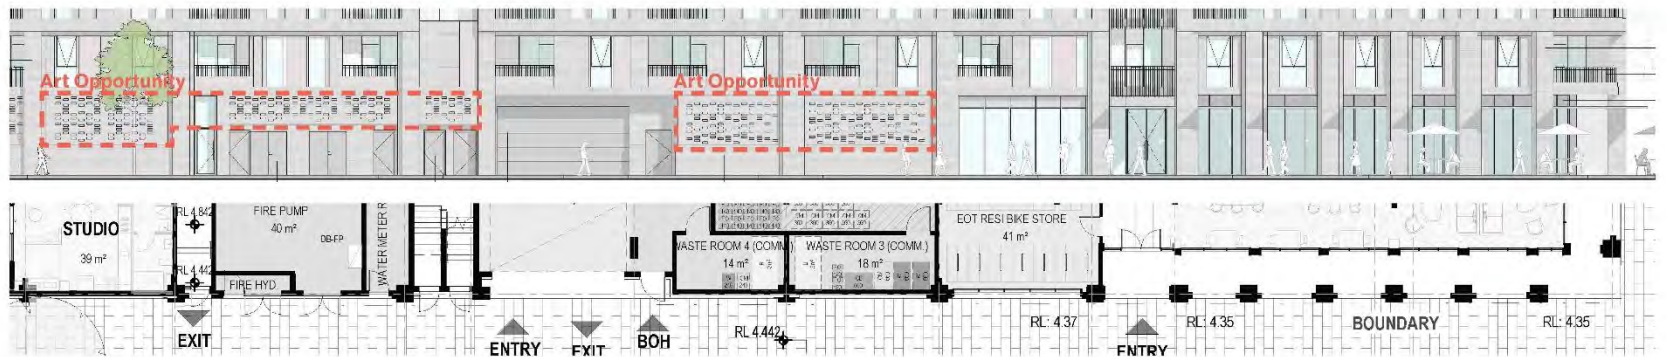 Art Opportunity
Art Opportunity
STUDIO
39 m²
RL 4.842
RL 4.442
FIRE PUMP
40 m²
DB-FP
FIRE HYD
WATER METER R
WASTE ROOM 4 (COMM.)
14 m²
WASTE ROOM 3 (COMM.)
18 m²
EOT RESI BIKE STORE
41 m²
EXIT
ENTRY
EXIT
BOH
RL 4.442
RL: 4.37
ENTRY
RL: 4.35
BOUNDARY
RL: 4.35